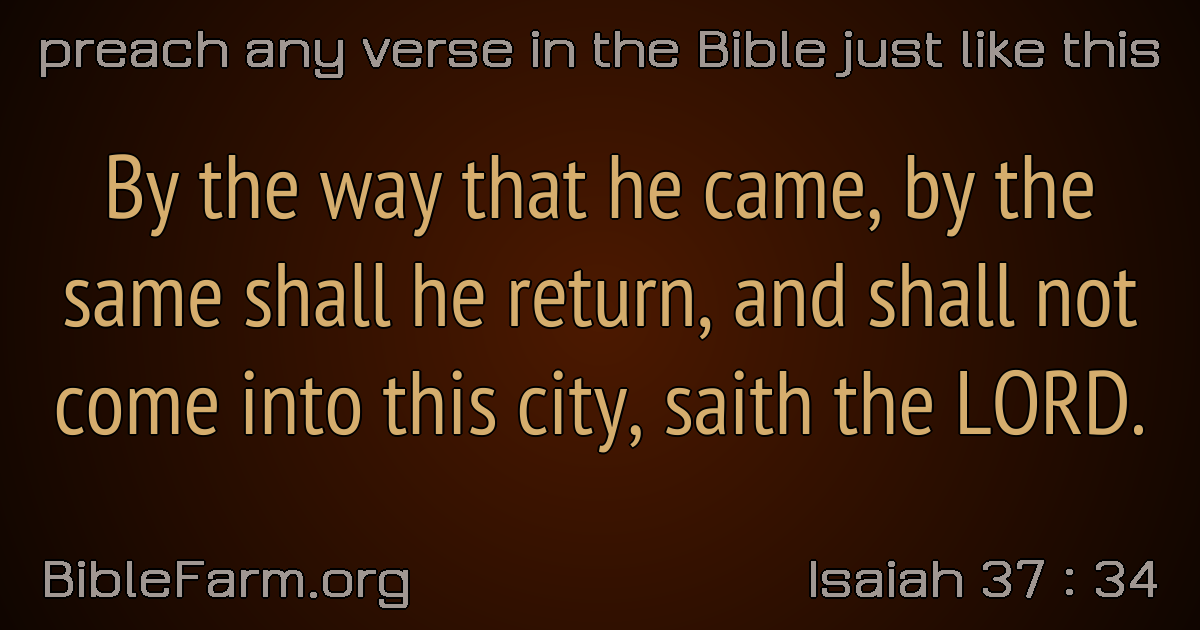 preach any verse in the Bible just like this
By the way that he came, by the
same shall he return, and shall not
come into this city, saith the LORD.
BibleFarm.org
Isaiah 37 : 34